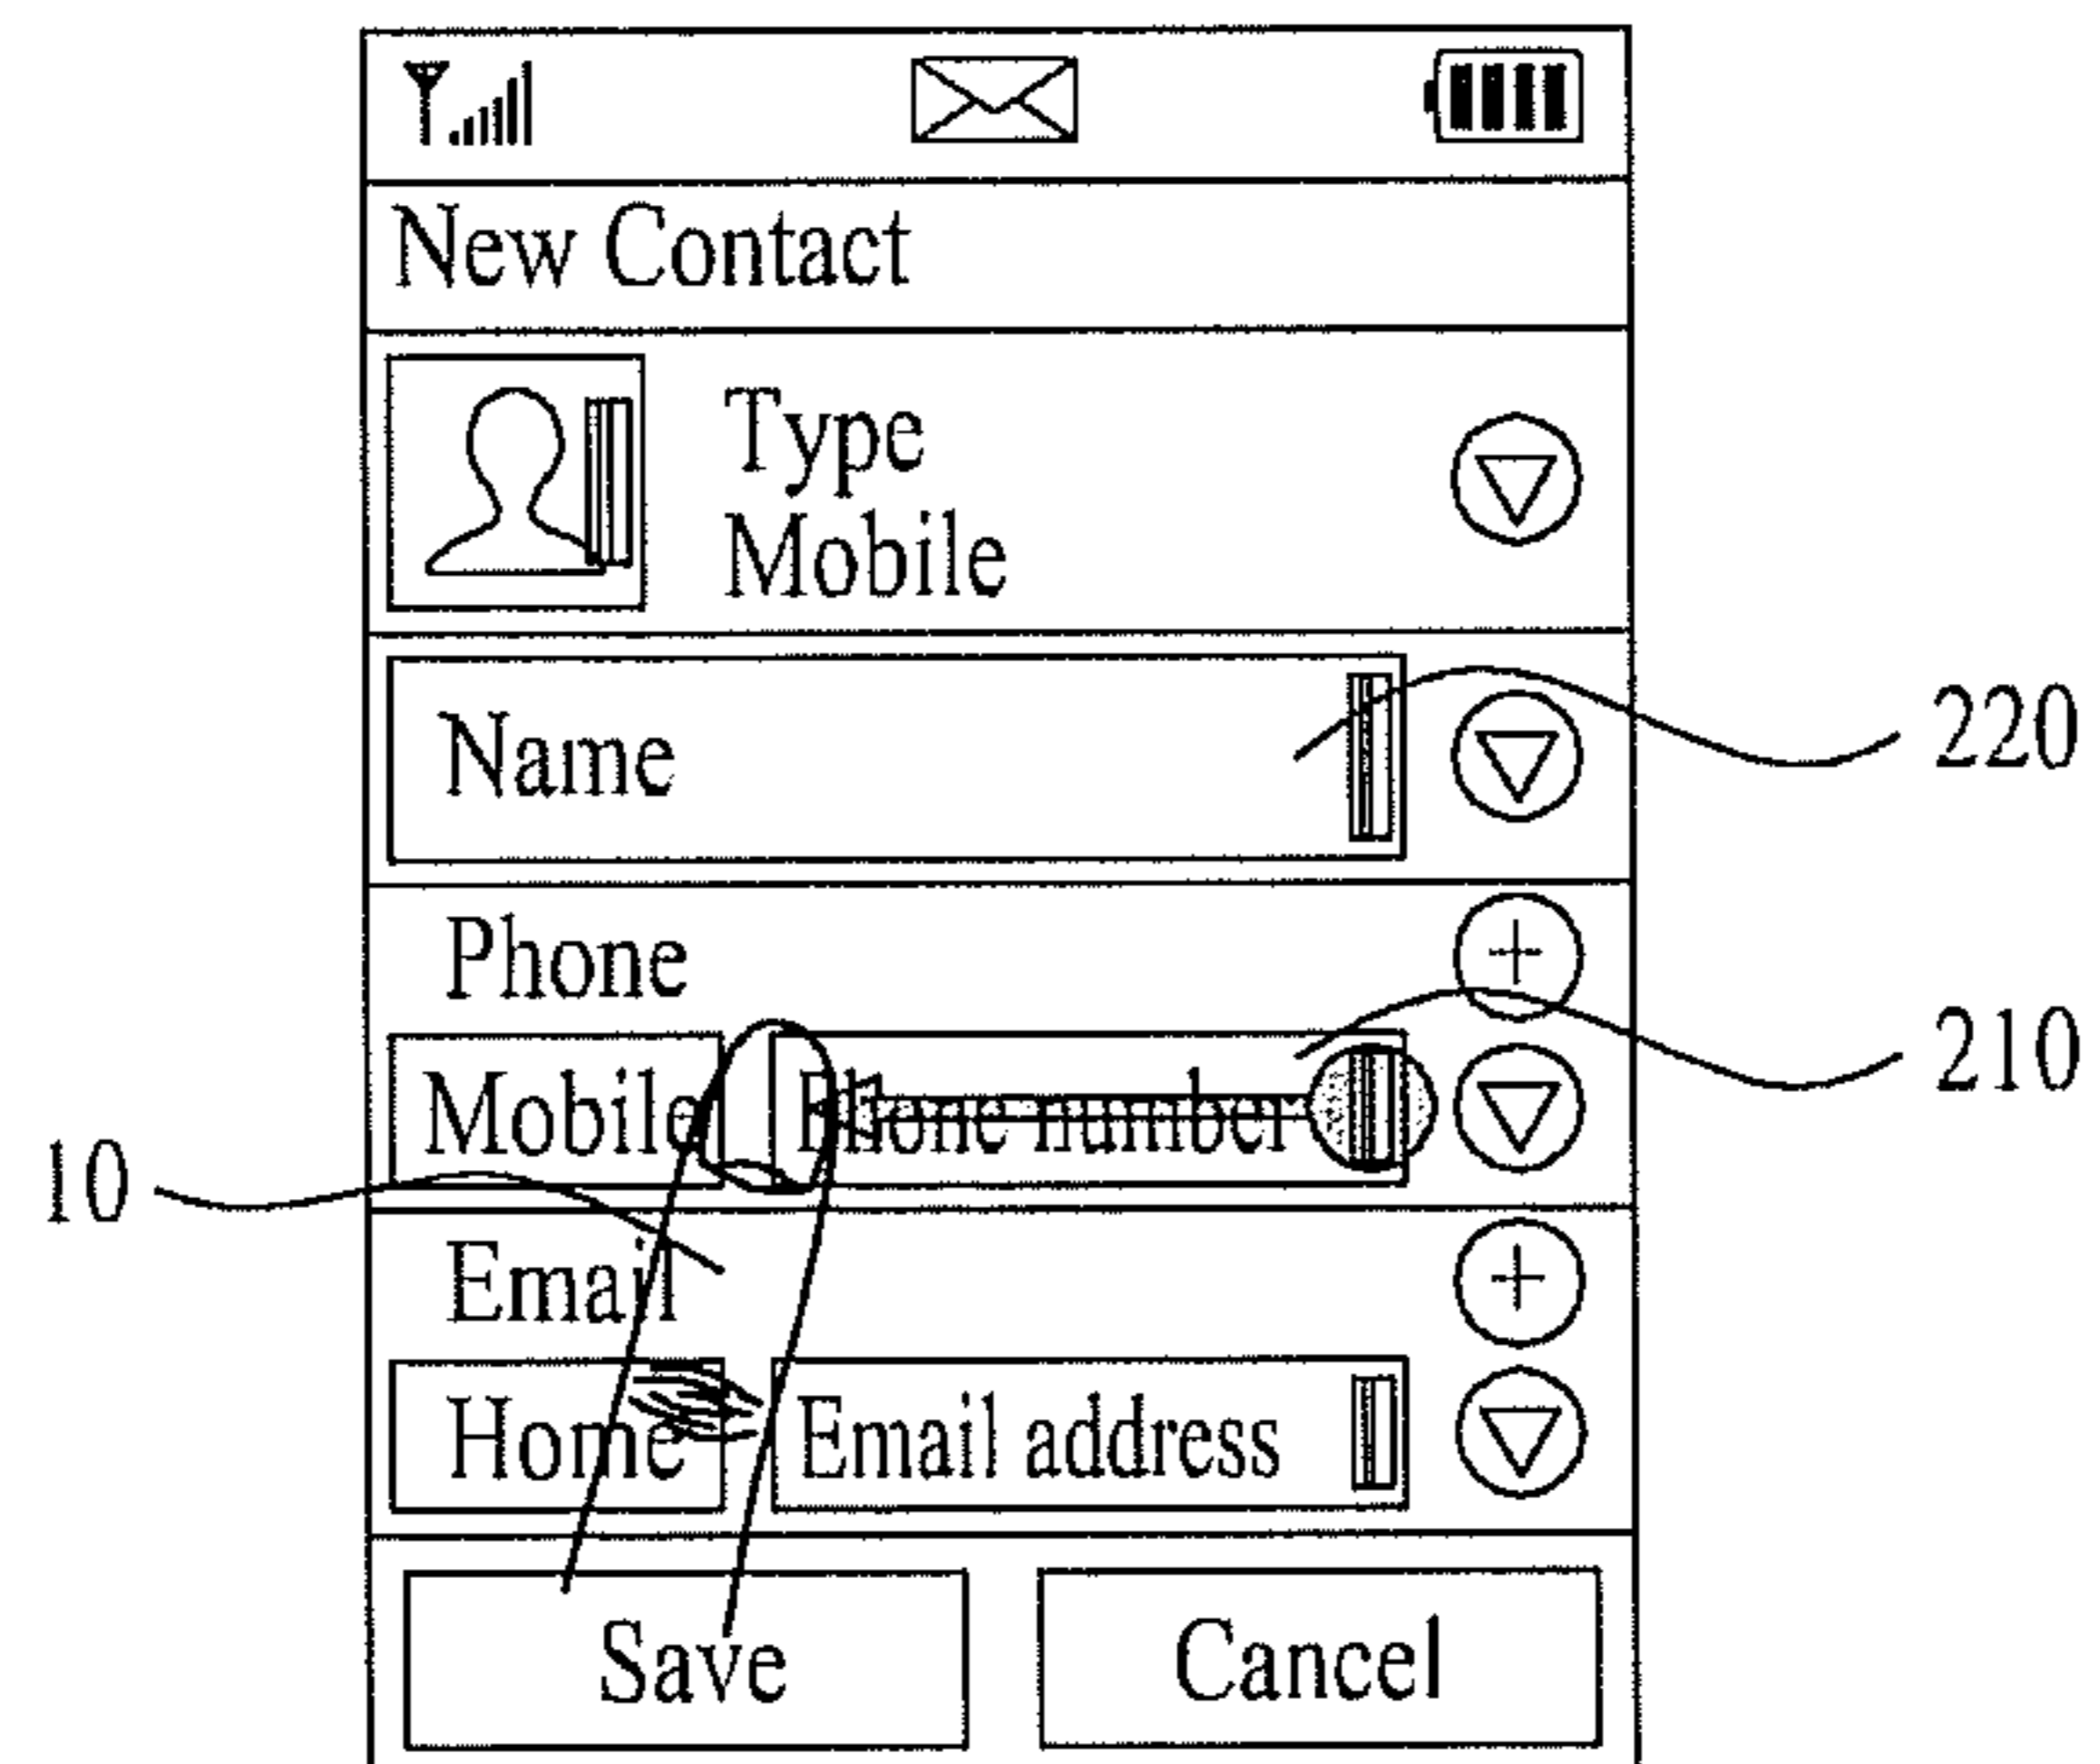 New Contact
Type
Mobile
Name
220
Phone
210
Mobile Phone number
10
Email
Home Email address
Save Cancel